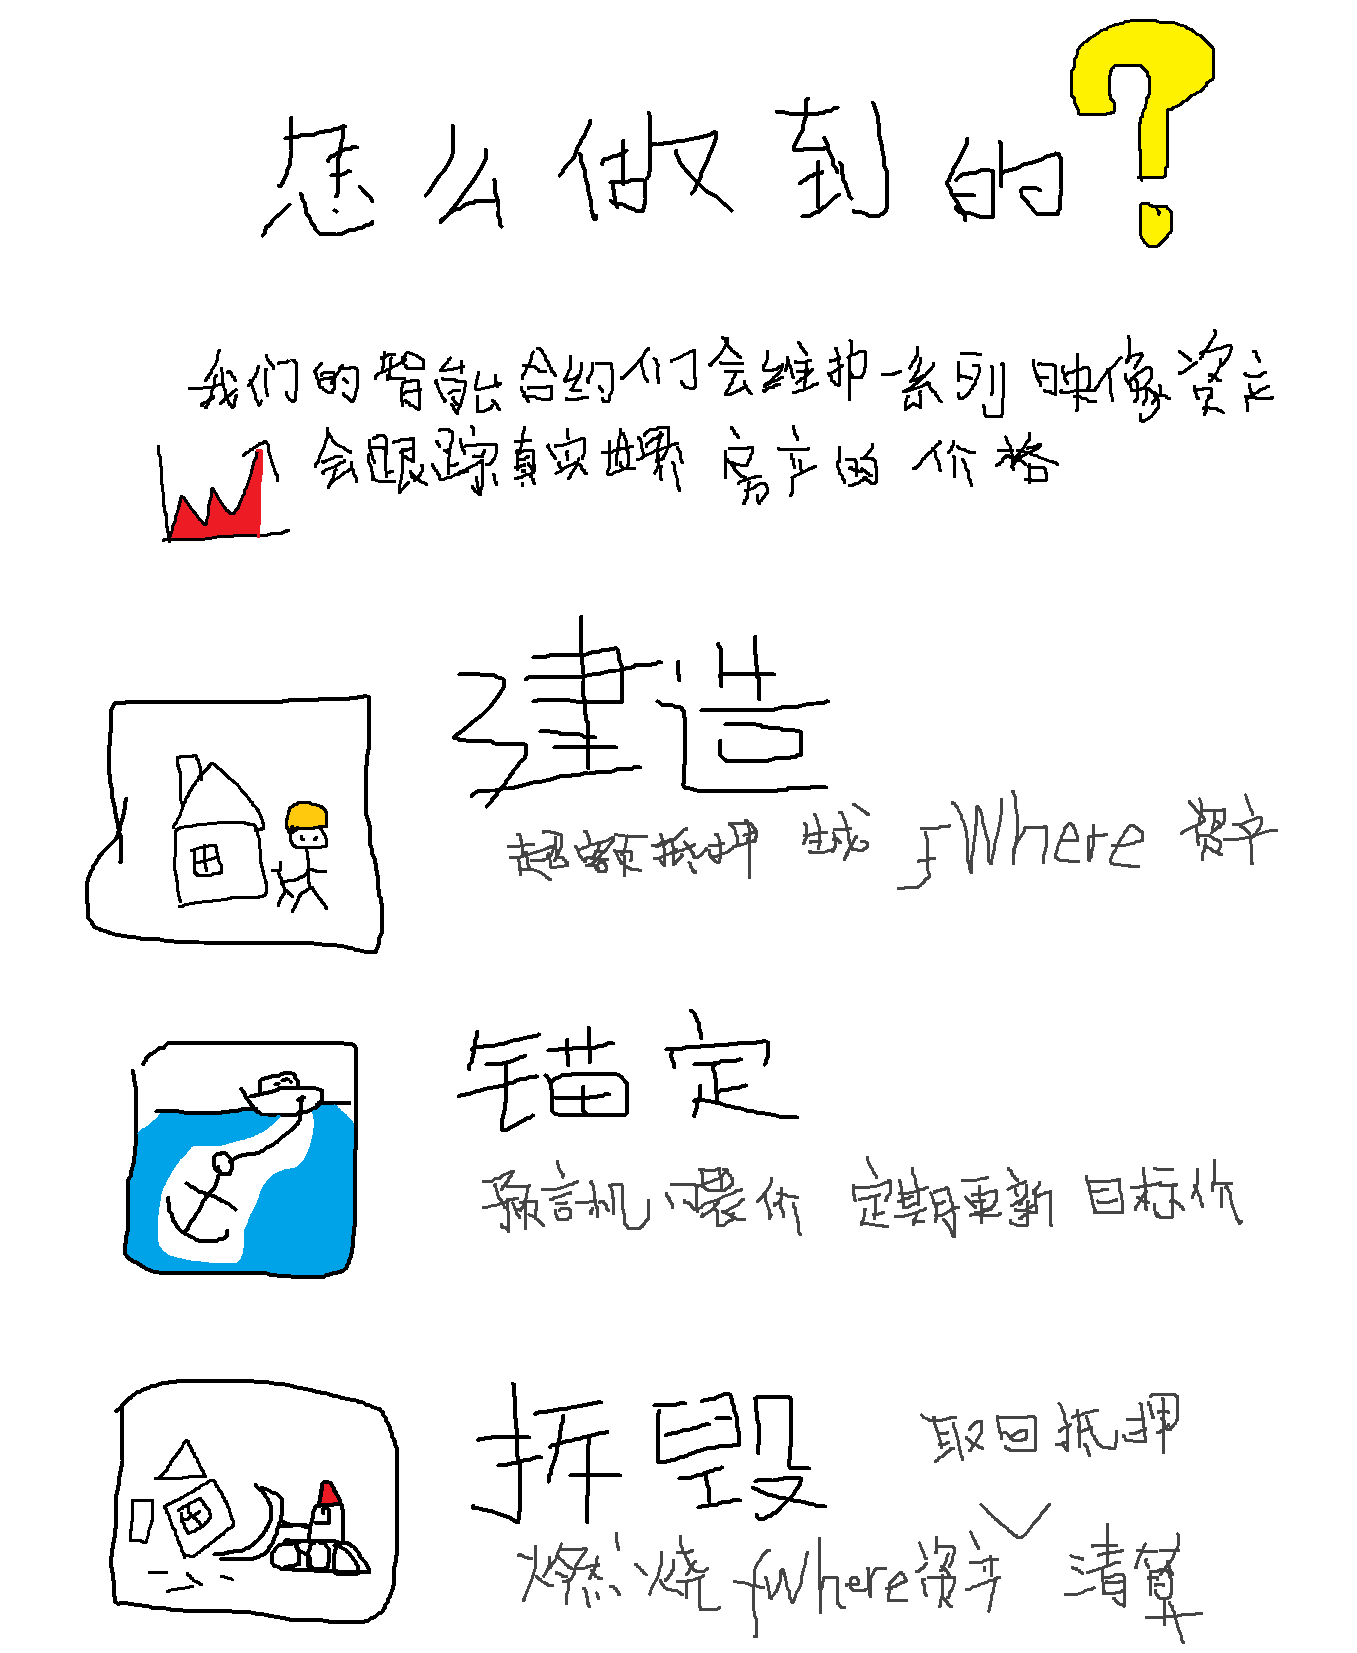 怎么做到的?
我们的智能合约们会维护一系列映像资产
会跟踪真实世界房产的价格
建造
超额抵押 生成 fWhere 资产
锚定
预言机喂价 定期更新 目标价
拆毁
取回抵押
燃烧 fWhere资产 清算